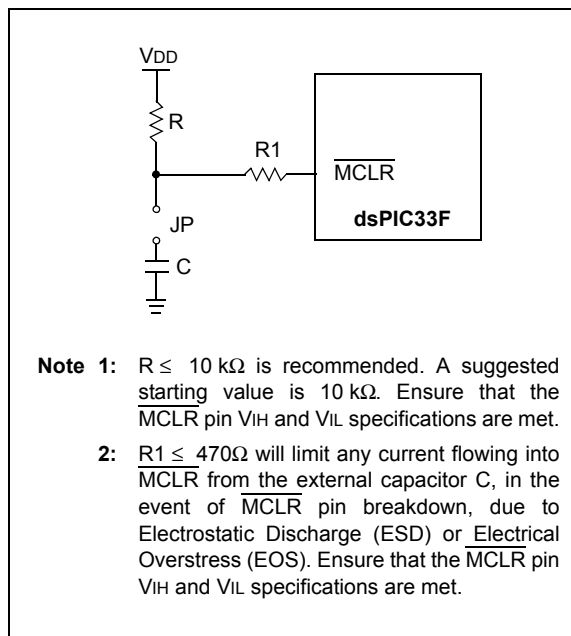 VDD
R
R1
MCLR
JP
dsPIC33F
C
Note 1: R ≤ 10 kΩ is recommended. A suggested
starting value is 10 kΩ. Ensure that the
MCLR pin VIH and VIL specifications are met.
2: R1 ≤ 470Ω will limit any current flowing into
MCLR from the external capacitor C, in the
event of MCLR pin breakdown, due to
Electrostatic Discharge (ESD) or Electrical
Overstress (EOS). Ensure that the MCLR pin
VIH and VIL specifications are met.